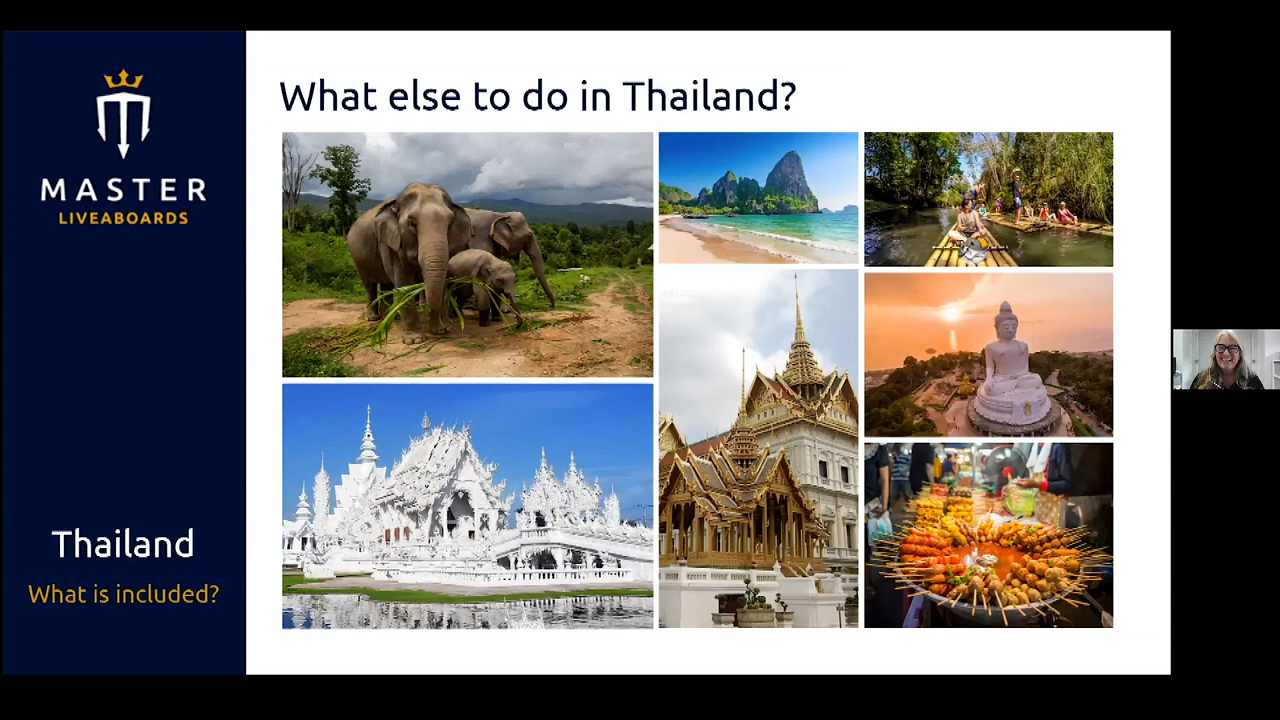 MASTER
LIVEABOARDS
Thailand
What is included?
What else to do in Thailand?